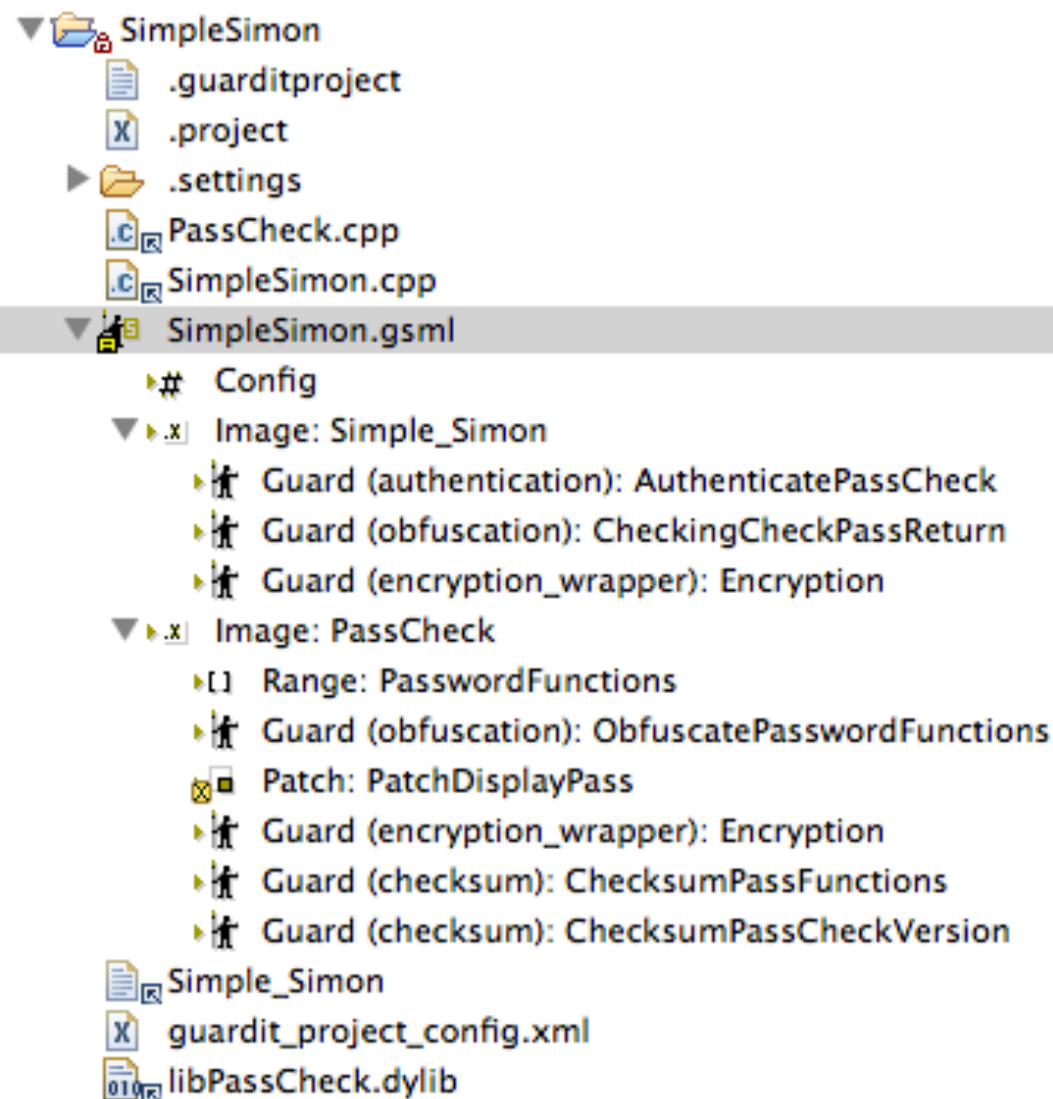 SimpleSimon
.guarditproject
.project
.settings
PassCheck.cpp
SimpleSimon.cpp
SimpleSimon.gsml
Config
Image: Simple_Simon
Guard (authentication): AuthenticatePassCheck
Guard (obfuscation): CheckingCheckPassReturn
Guard (encryption_wrapper): Encryption
Image: PassCheck
Range: PasswordFunctions
Guard (obfuscation): ObfuscatePasswordFunctions
Patch: PatchDisplayPass
Guard (encryption_wrapper): Encryption
Guard (checksum): ChecksumPassFunctions
Guard (checksum): ChecksumPassCheckVersion
Simple_Simon
guardit_project_config.xml
libPassCheck.dylib